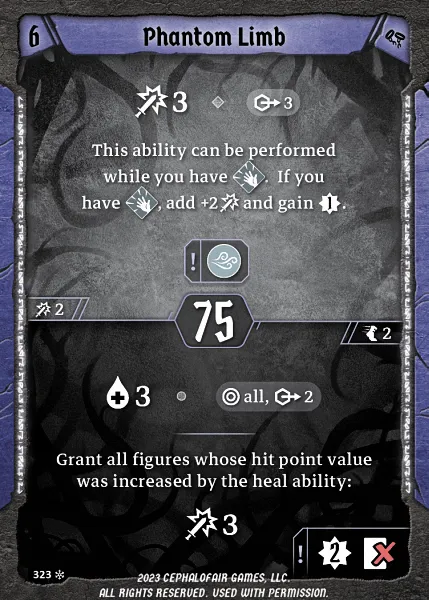 6 Phantom Limb
3 3
This ability can be performed
while you have . If you
have , add +2 and gain 1.
!
2
75
2
3 all, 2
Grant all figures whose hit point value
was increased by the heal ability:
3
! 2
323
2023 CEPHALOFAIR GAMES, LLC.
ALL RIGHTS RESERVED. USED WITH PERMISSION.